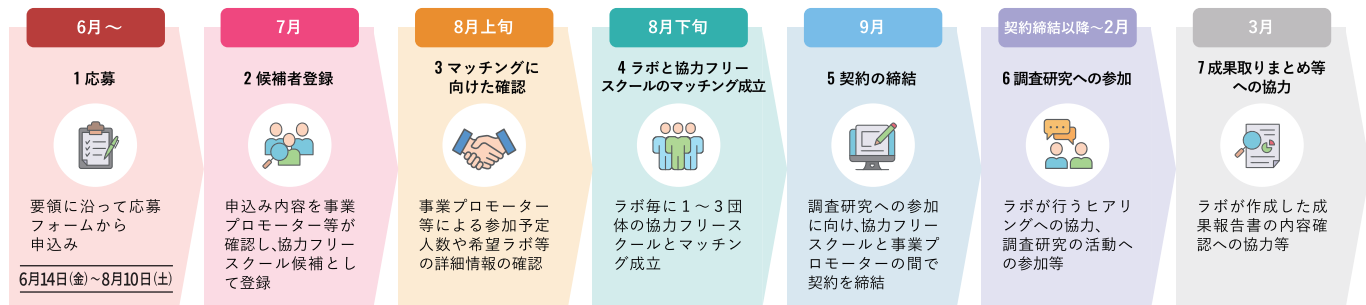 6月～
1 応募
要領に沿って応募
フォームから
申込み
6月14日(金)～8月10日(土)
7月
2 候補者登録
申込み内容を事業
プロモーター等が
確認し、協力フリー
スクール候補とし
て登録
8月上旬
3 マッチングに
向けた確認
事業プロモーター
等による参加予定
人数や希望ラボ等
の詳細情報の確認
8月下旬
4 ラボと協力フリー
スクールのマッチング成立
ラボ毎に１～３団
体の協力フリース
クールとマッチン
グ成立
9月
5 契約の締結
調査研究への参加
に向け、協力フリー
スクールと事業プ
ロモーターの間で
契約を締結
契約締結以降～2月
6 調査研究への参加
ラボが行うヒアリ
ングへの協力、
調査研究の活動へ
の参加等
3月
7 成果取りまとめ等
への協力
ラボが作成した成
果報告書の内容確
認への協力等